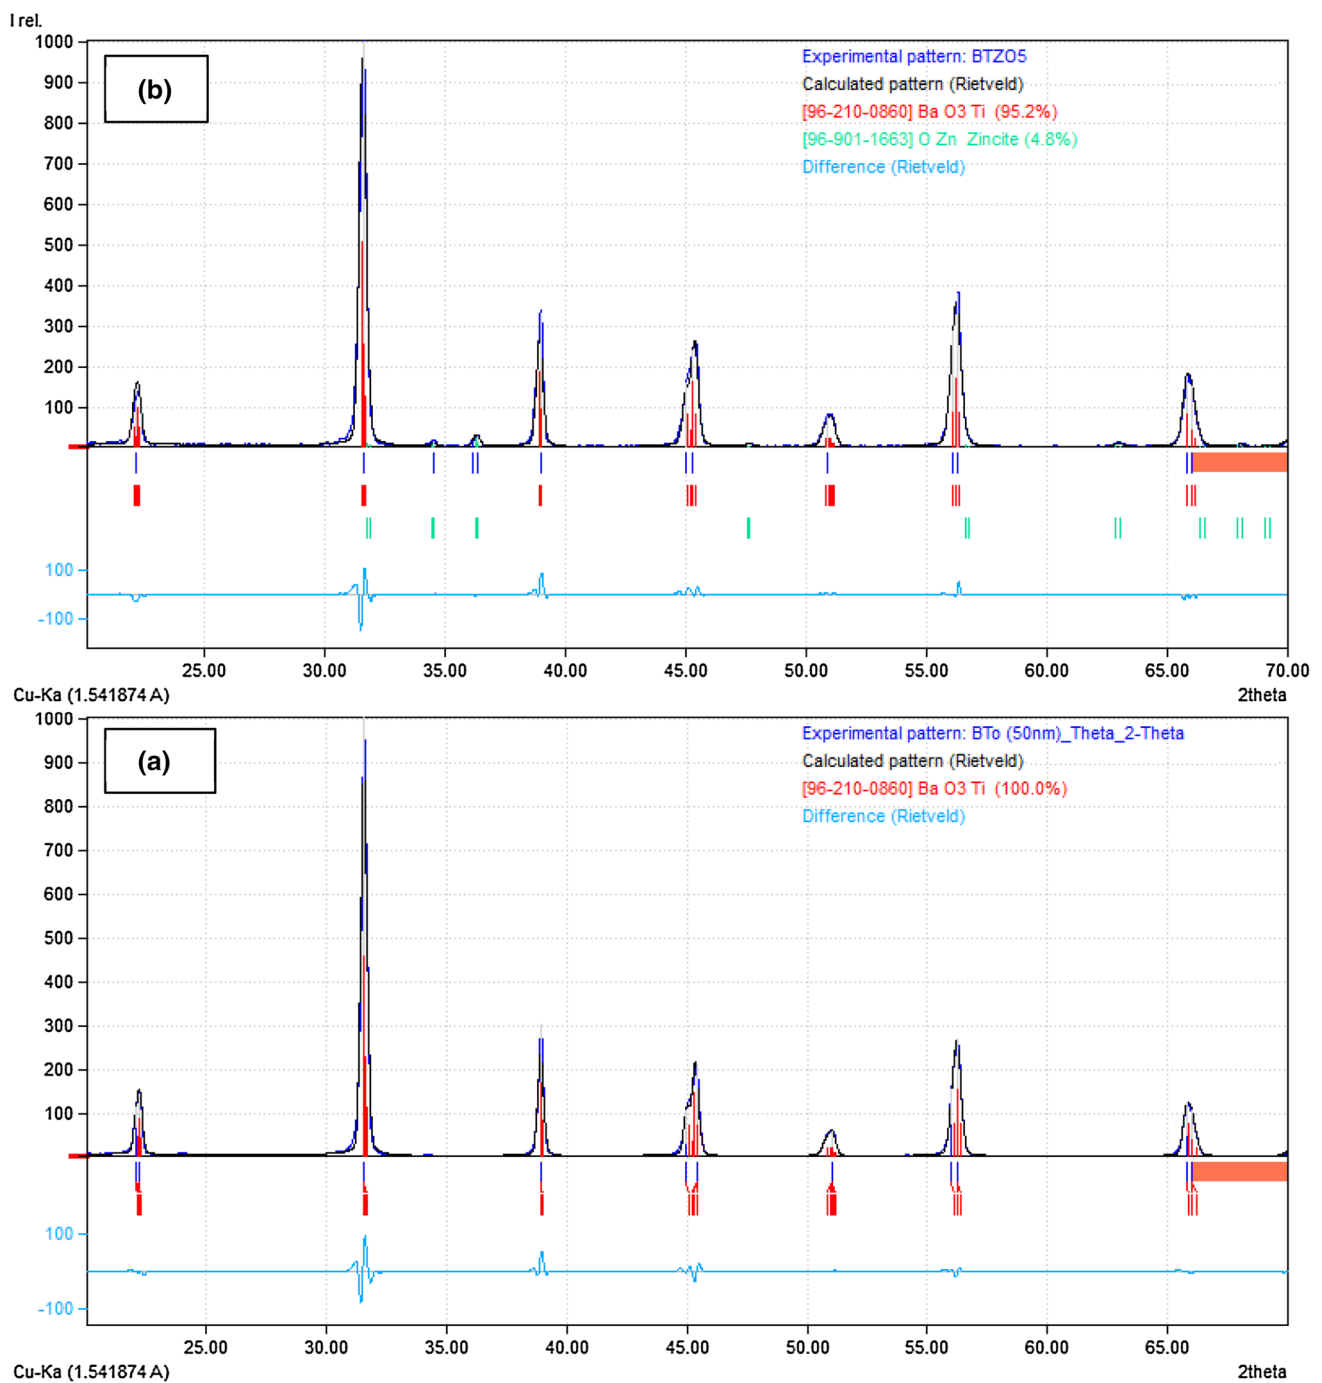 I rel.
1000
(b)
Experimental pattern: BTZO5
Calculated pattern (Rietveld)
[96-210-0860] Ba O3 Ti (95.2%)
[96-901-1663] O Zn Zincite (4.8%)
Difference (Rietveld)
900
800
700
600
500
400
300
200
100
100
-100
25.00 30.00 35.00 40.00 45.00 50.00 55.00 60.00 65.00 70.00
Cu-Ka (1.541874 A) 2theta
1000
(a)
Experimental pattern: BTo (50nm)_Theta_2-Theta
Calculated pattern (Rietveld)
[96-210-0860] Ba O3 Ti (100.0%)
Difference (Rietveld)
900
800
700
600
500
400
300
200
100
100
-100
25.00 30.00 35.00 40.00 45.00 50.00 55.00 60.00 65.00
Cu-Ka (1.541874 A) 2theta